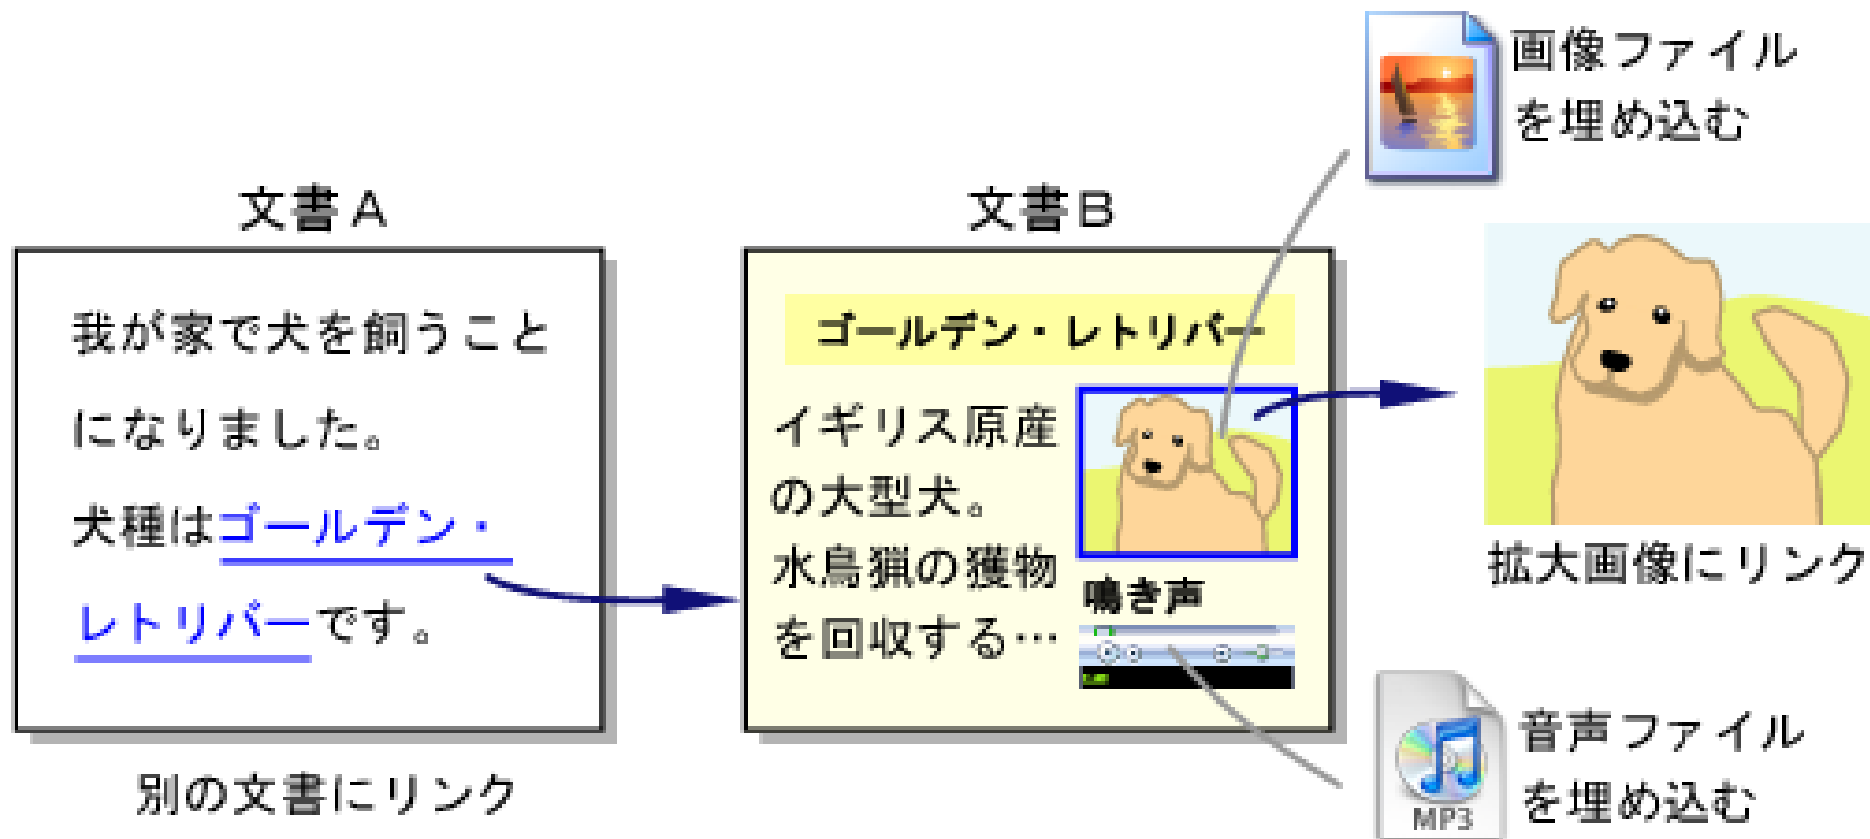 文書A
我が家で犬を飼うこと
になりました。
犬種はゴールデン・
レトリバーです。
別の文書にリンク
文書B
ゴールデン・レトリバー
イギリス原産
の大型犬。
水鳥猟の獲物
を回収する…
鳴き声
画像ファイル
を埋め込む
拡大画像にリンク
音声ファイル
を埋め込む
MP3